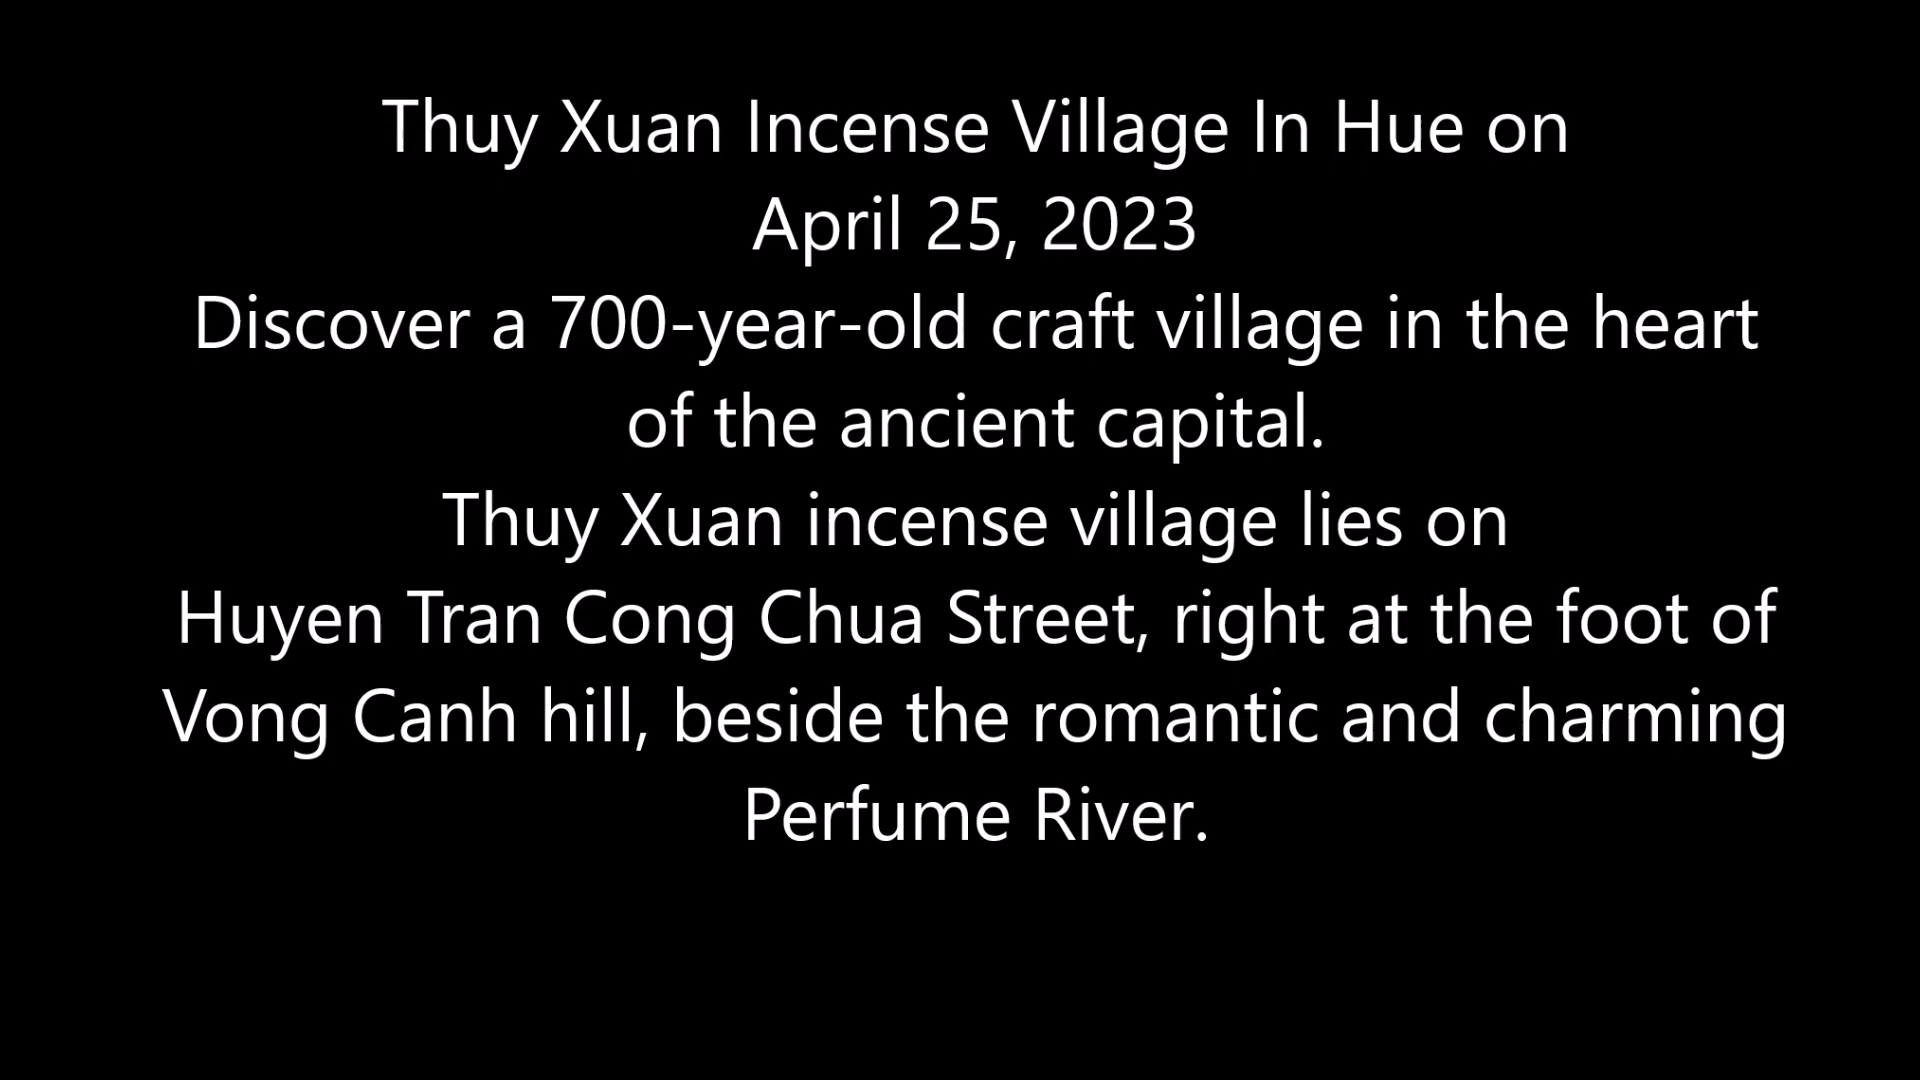 Thuy Xuan Incense Village In Hue on
April 25, 2023
Discover a 700-year-old craft village in the heart
of the ancient capital.
Thuy Xuan incense village lies on
Huyen Tran Cong Chua Street, right at the foot of
Vong Canh hill, beside the romantic and charming
Perfume River.